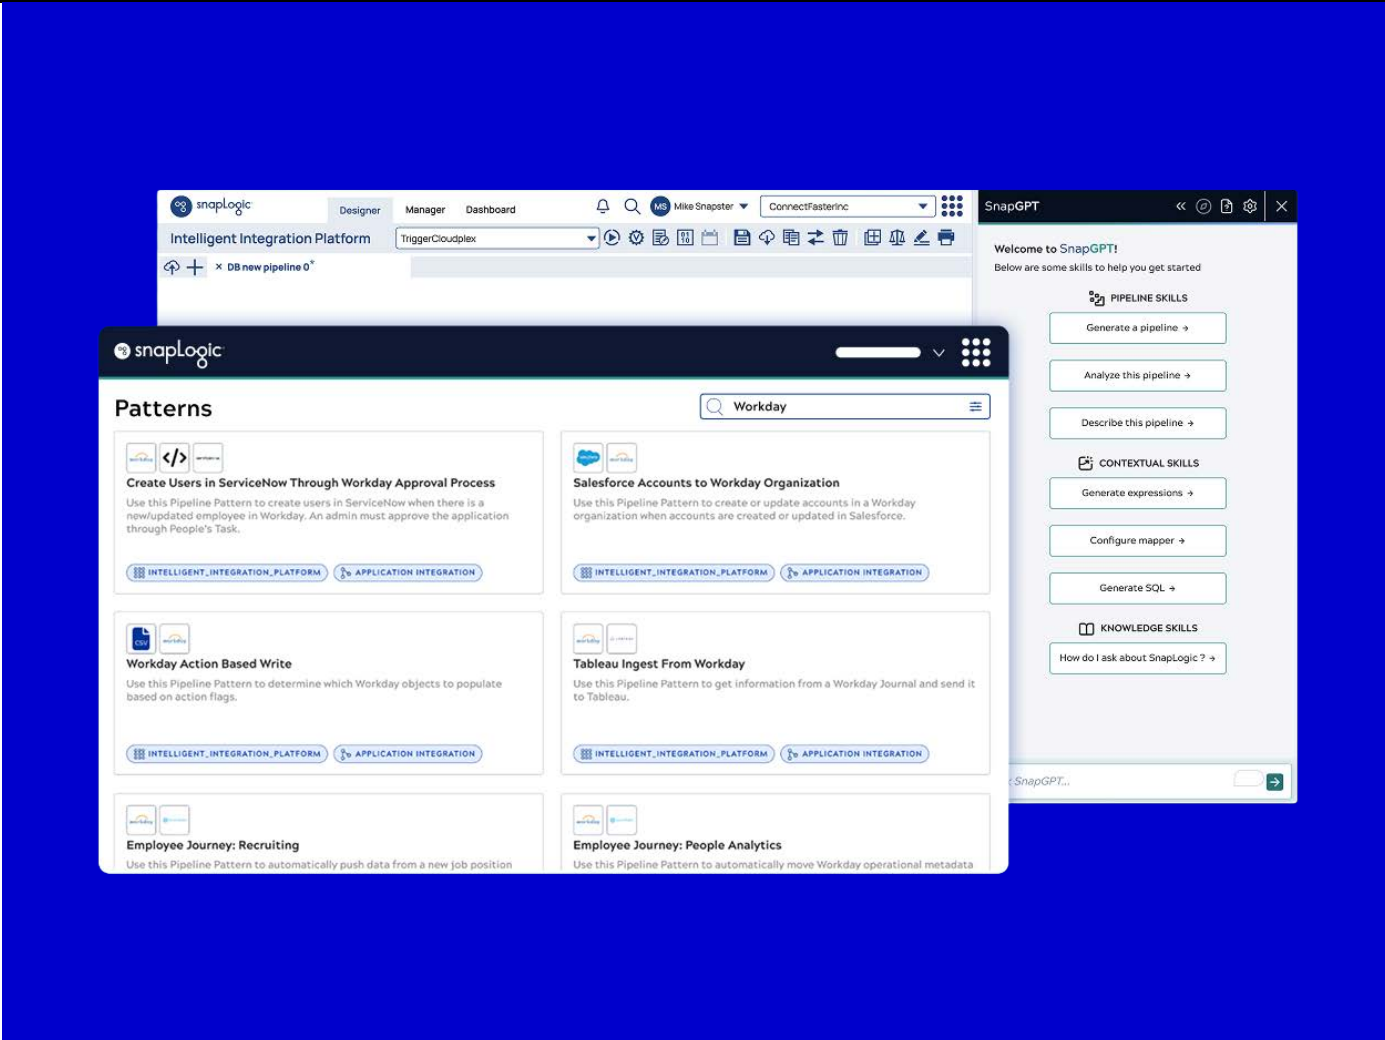 snapLogic
Designer
Manager
Dashboard
MS
Mike Snapster
ConnectFasterInc
SnapGPT
Intelligent Integration Platform
TriggerCloudplex
DB new pipeline 0*
Welcome to SnapGPT!
Below are some skills to help you get started
PIPELINE SKILLS
Generate a pipeline →
Analyze this pipeline →
Describe this pipeline →
CONTEXTUAL SKILLS
Generate expressions →
Configure mapper →
Generate SQL →
KNOWLEDGE SKILLS
How do I ask about SnapLogic ? →
SnapGPT...
snapLogic
Patterns
Workday
workday
</>
Create Users in ServiceNow Through Workday Approval Process
Use this Pipeline Pattern to create users in ServiceNow when there is a
new/updated employee in Workday. An admin must approve the application
through People's Task.
INTELLIGENT_INTEGRATION_PLATFORM
APPLICATION INTEGRATION
salesforce
workday
Salesforce Accounts to Workday Organization
Use this Pipeline Pattern to create or update accounts in a Workday
organization when accounts are created or updated in Salesforce.
INTELLIGENT_INTEGRATION_PLATFORM
APPLICATION INTEGRATION
CSV
workday
Workday Action Based Write
Use this Pipeline Pattern to determine which Workday objects to populate
based on action flags.
INTELLIGENT_INTEGRATION_PLATFORM
APPLICATION INTEGRATION
workday
Tableau Ingest From Workday
Use this Pipeline Pattern to get information from a Workday Journal and send it
to Tableau.
INTELLIGENT_INTEGRATION_PLATFORM
APPLICATION INTEGRATION
workday
Employee Journey: Recruiting
Use this Pipeline Pattern to automatically push data from a new job position
workday
Employee Journey: People Analytics
Use this Pipeline Pattern to automatically move Workday operational metadata